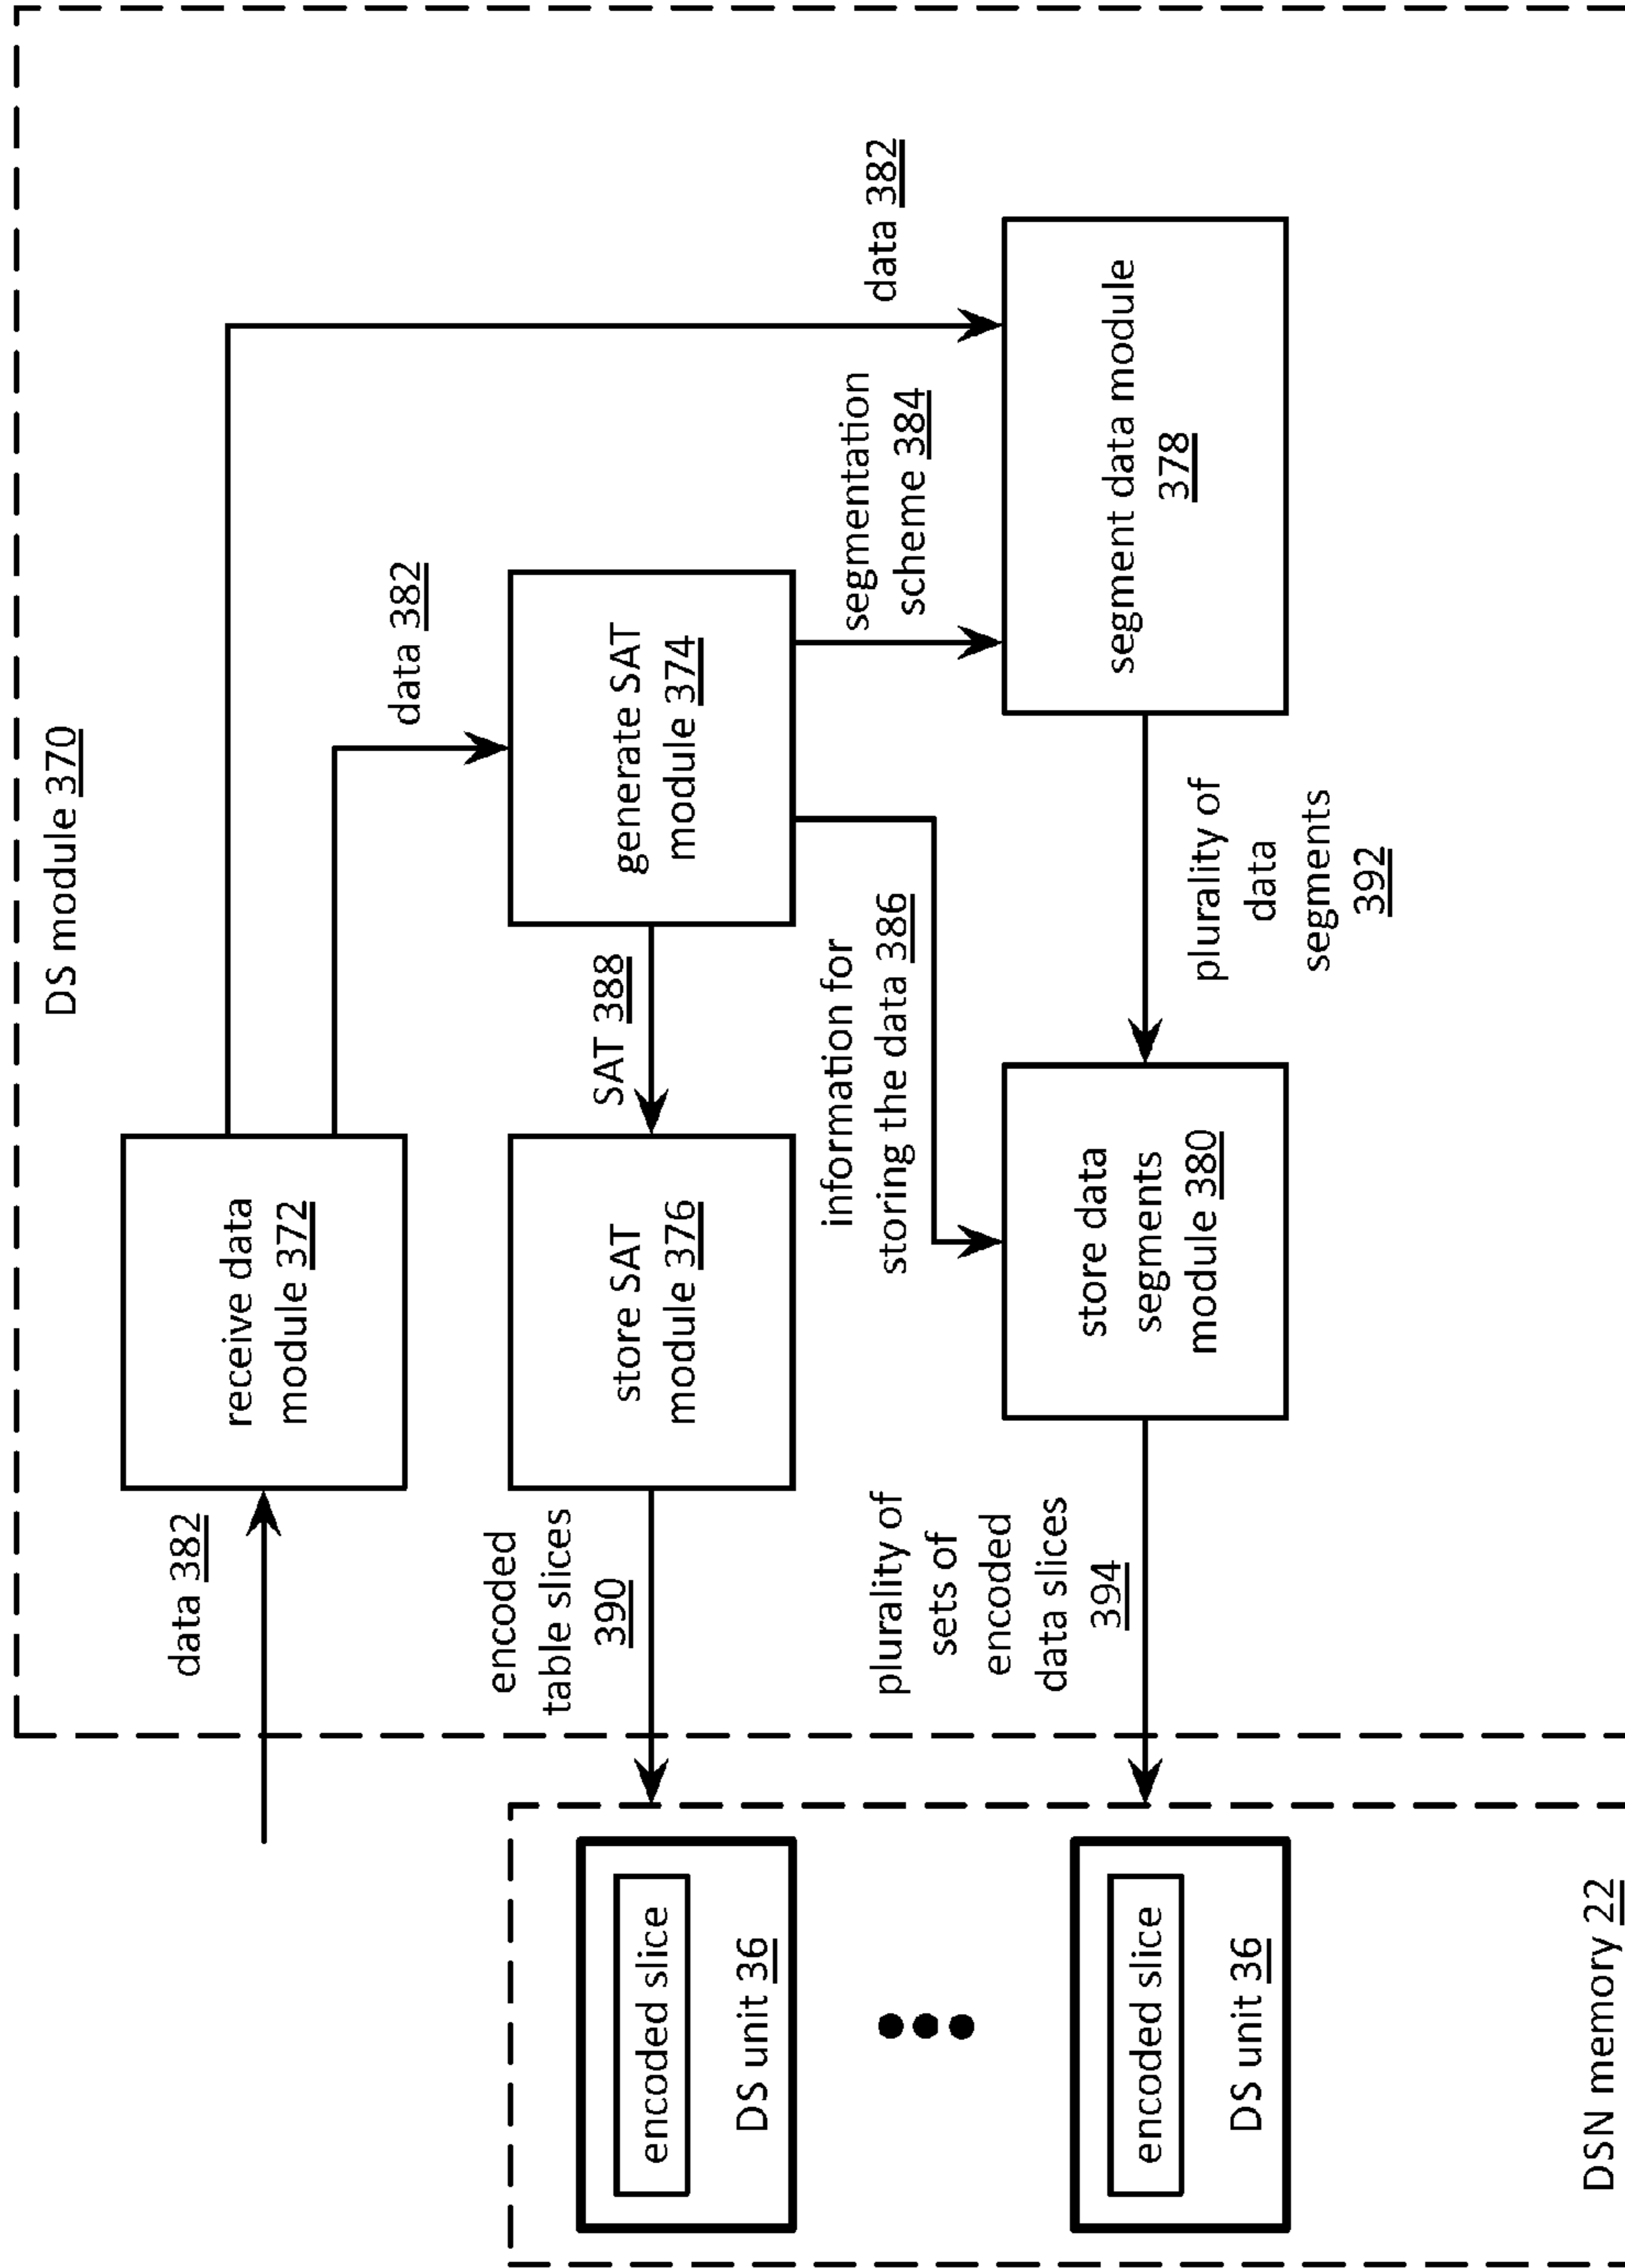 DS module 370
data 382
receive data
module 372
data 382
data 382
encoded
table slices
390
store SAT
module 376
SAT 388
generate SAT
module 374
plurality of
sets of
encoded
data slices
394
information for
storing the data 386
segmentation
scheme 384
store data
segments
module 380
plurality of
data
segments
392
segment data module
378
encoded slice
DS unit 36
encoded slice
DS unit 36
DSN memory 22